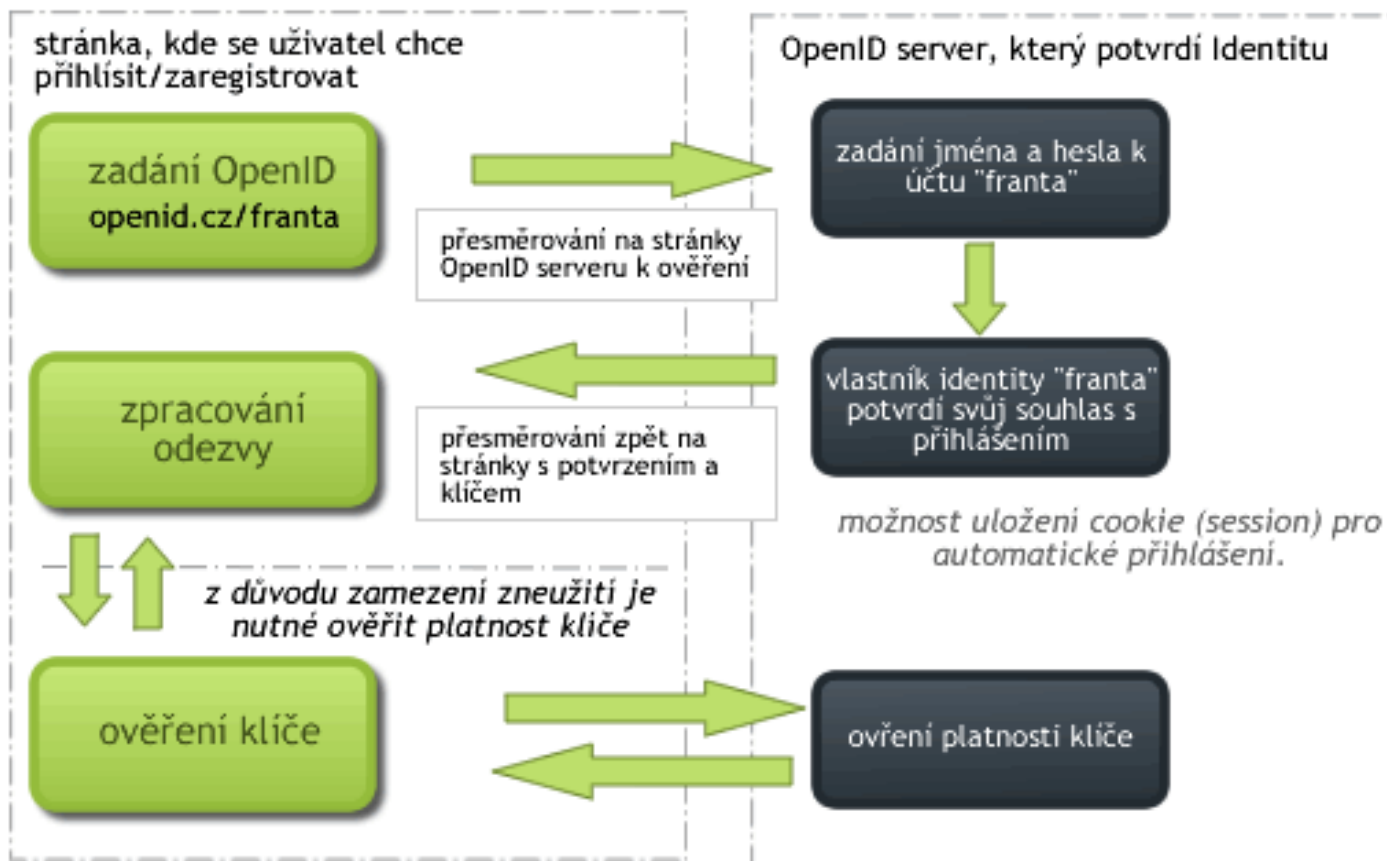 stránka, kde se uživatel chce
přihlísit/zaregistrovat
OpenID server, který potvrdí Identitu
zadání OpenID
openid.cz/franta
zadání jména a hesla k
účtu "franta"
přesměrování na stránky
OpenID serveru k ověření
zpracování
odezvy
vlastník identity "franta"
potvrdí svůj souhlas s
přihlášením
přesměrování zpět na
stránky s potvrzením a
klíčem
možnost uložení cookie (session) pro
automatické přihlášení.
z důvodu zamezení zneužití je
nutné ověřit platnost kliče
ověření klíče
ovření platnosti klíče